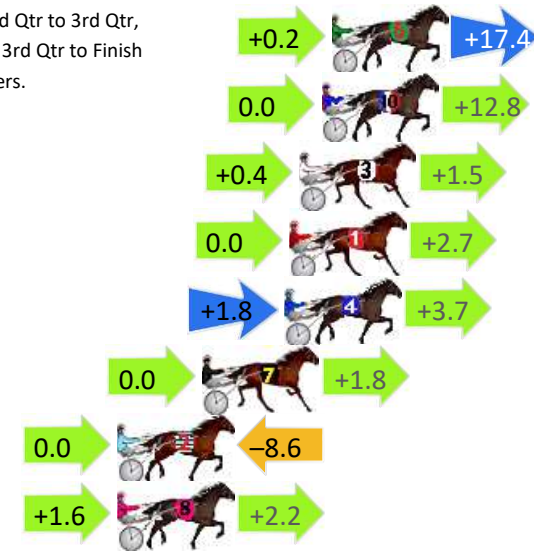 d Qtr to 3rd Qtr,
3rd Qtr to Finish
ers.
+0.2 +17.4
0.0 10 +12.8
+0.4 3 +1.5
0.0 1 +2.7
+1.8 4 +3.7
0.0 7 +1.8
0.0 2 –8.6
+1.6 8 +2.2